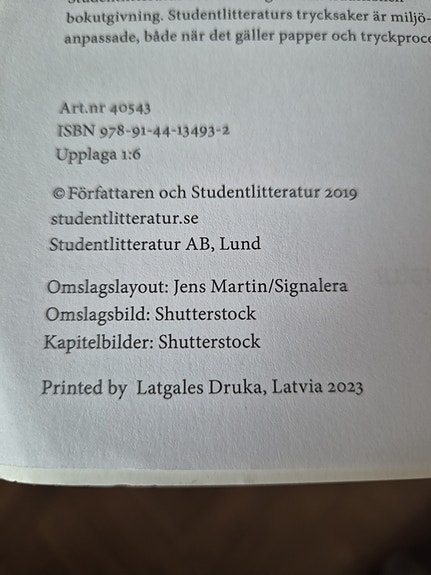 bokutgivning. Studentlitteraturs trycksaker är miljö-
anpassade, både när det gäller papper och tryckproce
Art.nr 40543
ISBN 978-91-44-13493-2
Upplaga 1:6
© Författaren och Studentlitteratur 2019
studentlitteratur.se
Studentlitteratur AB, Lund
Omslagslayout: Jens Martin/Signalera
Omslagsbild: Shutterstock
Kapitelbilder: Shutterstock
Printed by Latgales Druka, Latvia 2023